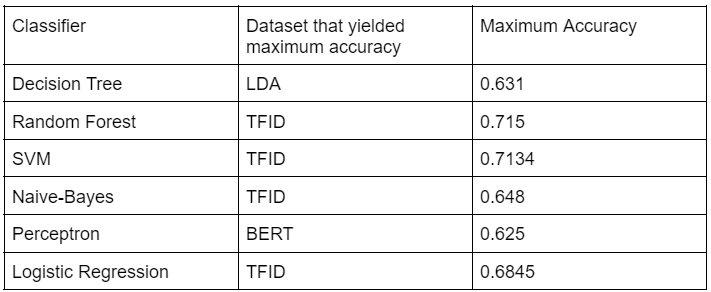 Classifier Dataset that yielded Maximum Accuracy
maximum accuracy
Decision Tree LDA 0.631
Random Forest TFID 0.715
SVM TFID 0.7134
Naive-Bayes TFID 0.648
Perceptron BERT 0.625
Logistic Regression TFID 0.6845